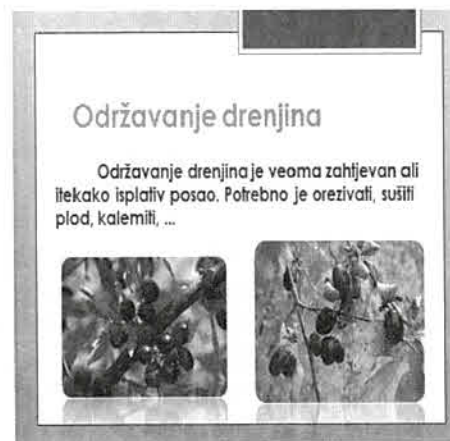 Održavanje drenjina
Održavanje drenjina je veoma zahtjevan ali
itekako isplativ posao. Potrebno je orezivati, sušiti
plod, kalemiti, ...